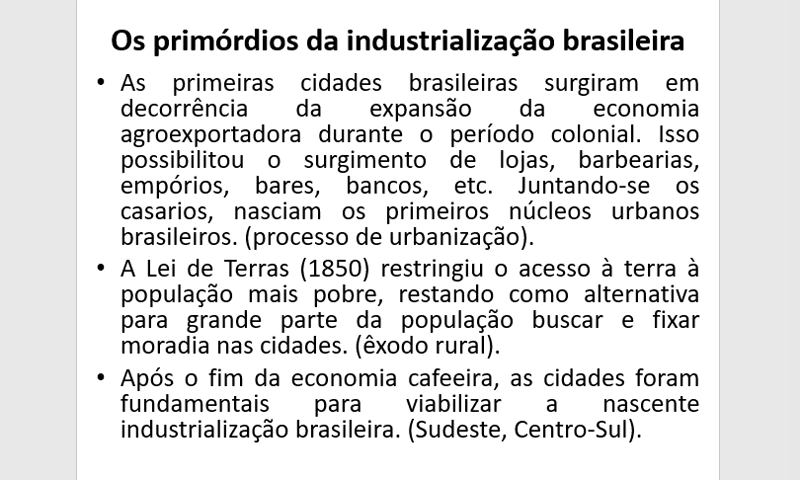 Os primórdios da industrialização brasileira
• As primeiras cidades brasileiras surgiram em
decorrência da expansão da economia
agroexportadora durante o período colonial. Isso
possibilitou o surgimento de lojas, barbearias,
empórios, bares, bancos, etc. Juntando-se os
casarios, nasciam os primeiros núcleos urbanos
brasileiros. (processo de urbanização).
• A Lei de Terras (1850) restringiu o acesso à terra à
população mais pobre, restando como alternativa
para grande parte da população buscar e fixar
moradia nas cidades. (êxodo rural).
• Após o fim da economia cafeeira, as cidades foram
fundamentais para viabilizar a nascente
industrialização brasileira. (Sudeste, Centro-Sul).